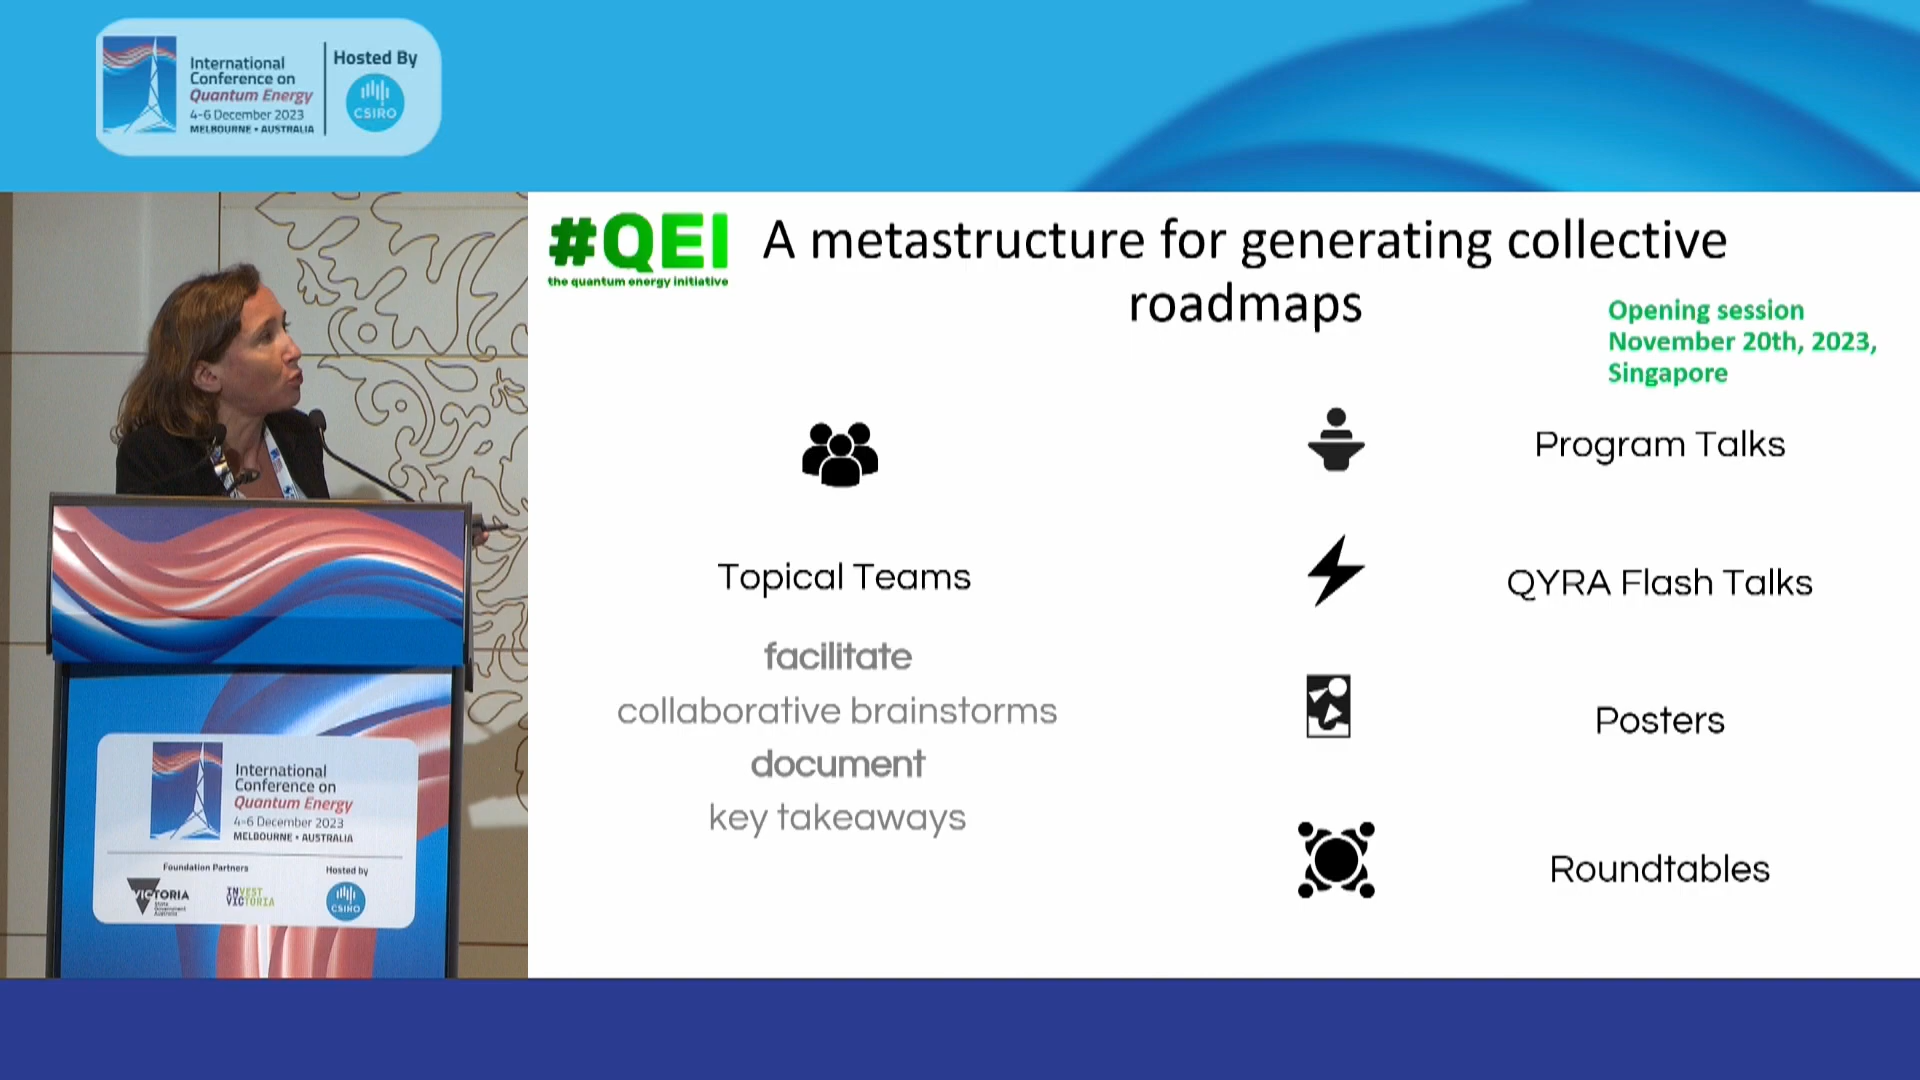 International
Conference on
Quantum Energy
4-6 December 2023
MELBOURNE • AUSTRALIA
Hosted By
CSIRO
#QEI
the quantum energy initiative
A metastructure for generating collective
roadmaps
Opening session
November 20th, 2023,
Singapore
Topical Teams
facilitate
collaborative brainstorms
document
key takeaways
Program Talks
QYRA Flash Talks
Posters
Roundtables
International
Conference on
Quantum Energy
4-6 December 2023
MELBOURNE • AUSTRALIA
Foundation Partners
VICTORIA
State
Government
Australia
INVEST
VICTORIA
Hosted by
CSIRO